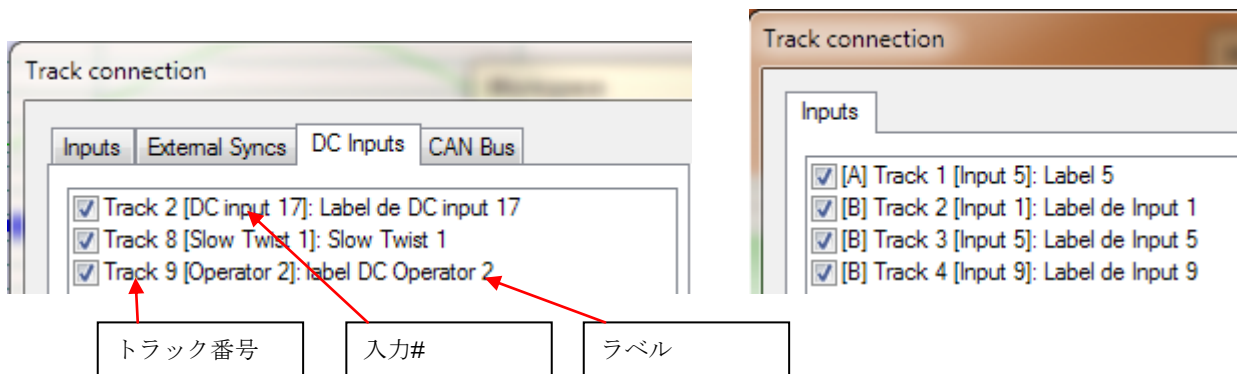 Track connection
Inputs External Syncs DC Inputs CAN Bus
Track 2 [DC input 17]: Label de DC input 17
Track 8 [Slow Twist 1]: Slow Twist 1
Track 9 [Operator 2]: label DC Operator 2
トラック番号
入力#
ラベル
Track connection
Inputs
[A] Track 1 [Input 5]: Label 5
[B] Track 2 [Input 1]: Label de Input 1
[B] Track 3 [Input 5]: Label de Input 5
[B] Track 4 [Input 9]: Label de Input 9